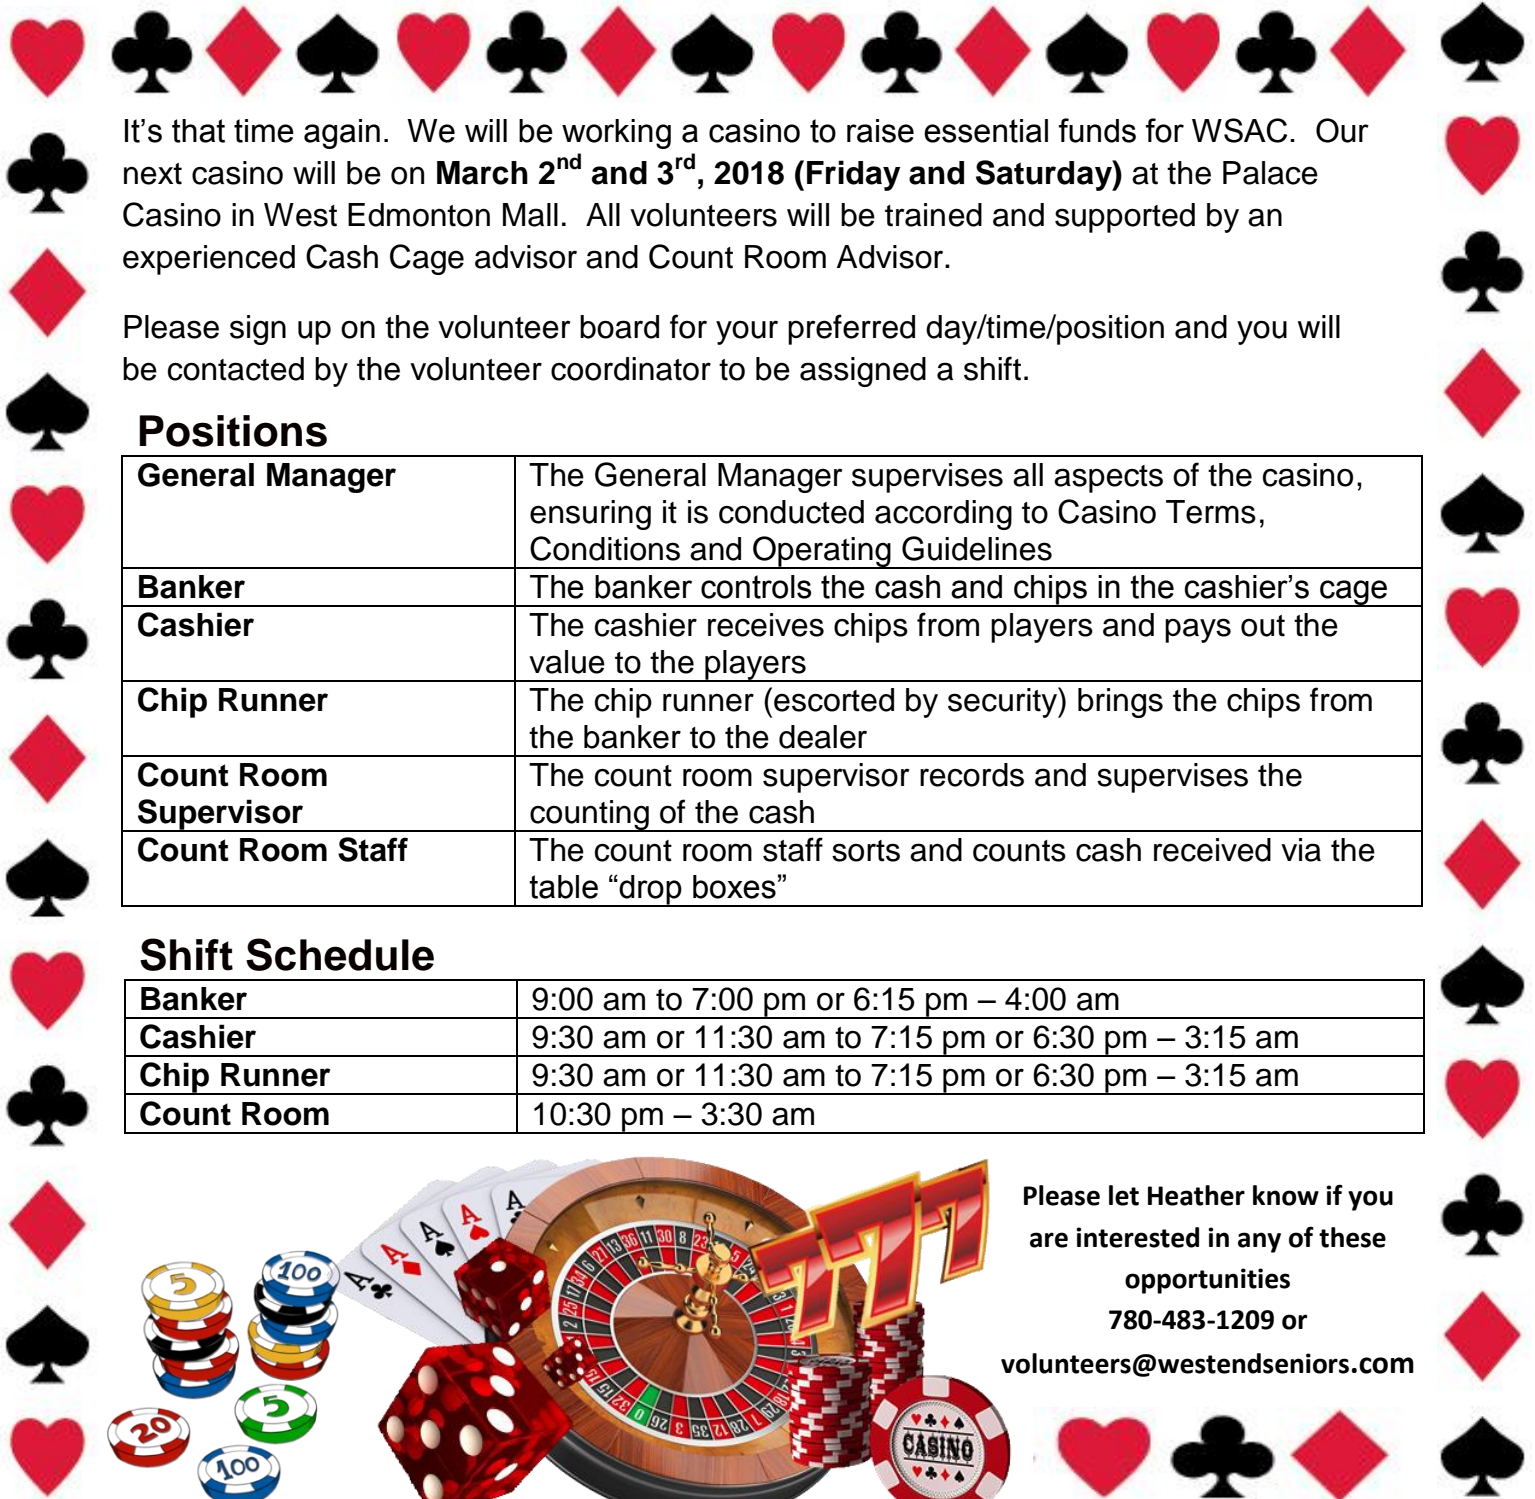 It’s that time again.  We will be working a casino to raise essential funds for WSAC.  Our
next casino will be on March 2nd and 3rd, 2018 (Friday and Saturday) at the Palace
Casino in West Edmonton Mall.  All volunteers will be trained and supported by an
experienced Cash Cage advisor and Count Room Advisor.
Please sign up on the volunteer board for your preferred day/time/position and you will
be contacted by the volunteer coordinator to be assigned a shift.
Positions
General Manager
The General Manager supervises all aspects of the casino,
ensuring it is conducted according to Casino Terms,
Conditions and Operating Guidelines
Banker
The banker controls the cash and chips in the cashier’s cage
Cashier
The cashier receives chips from players and pays out the
value to the players
Chip Runner
The chip runner (escorted by security) brings the chips from
the banker to the dealer
Count Room
Supervisor
The count room supervisor records and supervises the
counting of the cash
Count Room Staff
The count room staff sorts and counts cash received via the
table “drop boxes”
Shift Schedule
Banker
9:00 am to 7:00 pm or 6:15 pm – 4:00 am
Cashier
9:30 am or 11:30 am to 7:15 pm or 6:30 pm – 3:15 am
Chip Runner
9:30 am or 11:30 am to 7:15 pm or 6:30 pm – 3:15 am
Count Room
10:30 pm – 3:30 am
Please let Heather know if you
are interested in any of these
opportunities
780-483-1209 or
volunteers@westendseniors.com
A
A
A
A
A
777
5
100
5
20
100
CASINO